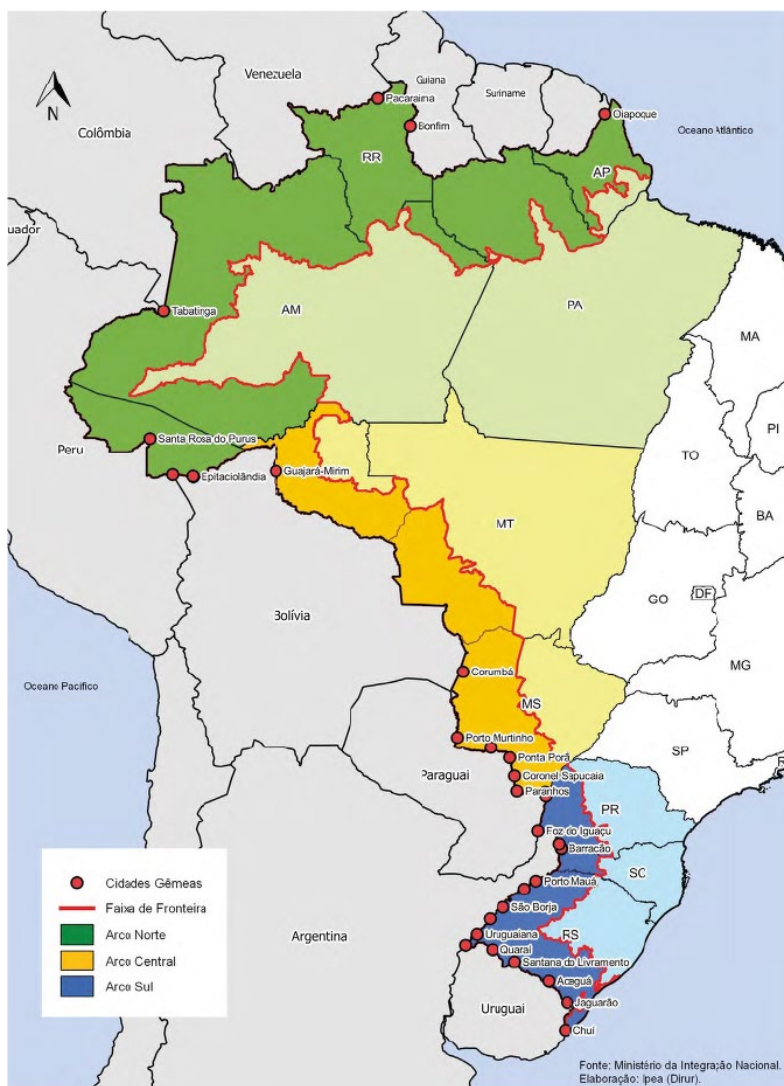 Venezuela
Guiana
Suriname
Pacaraima
Bonfim
Oiapoque
Oceano Atlântico
Colômbia
N
RR
AP
uador
Tabatinga
AM
PA
MA
PI
Peru
Santa Rosa do Purus
Epitaciolândia
Guajará-Mirim
TO
BA
MT
GO
DF
Bolívia
MG
Oceano Pacífico
Corumbá
MS
Porto Murtinho
Ponta Porã
SP
R
Coronel Sapucaia
Paraguai
Paranhos
PR
Foz do Iguaçu
Barracão
SC
Porto Mauá
São Borja
RS
Uruguaiana
Quaraí
Santana do Livramento
Argentina
Aceguá
Jaguarão
Uruguai
Chuí
Cidades Gêmeas
Faixa de Fronteira
Arco Norte
Arco Central
Arco Sul
Fonte: Ministério da Integração Nacional.
Elaboração: Ipea (Dirur).